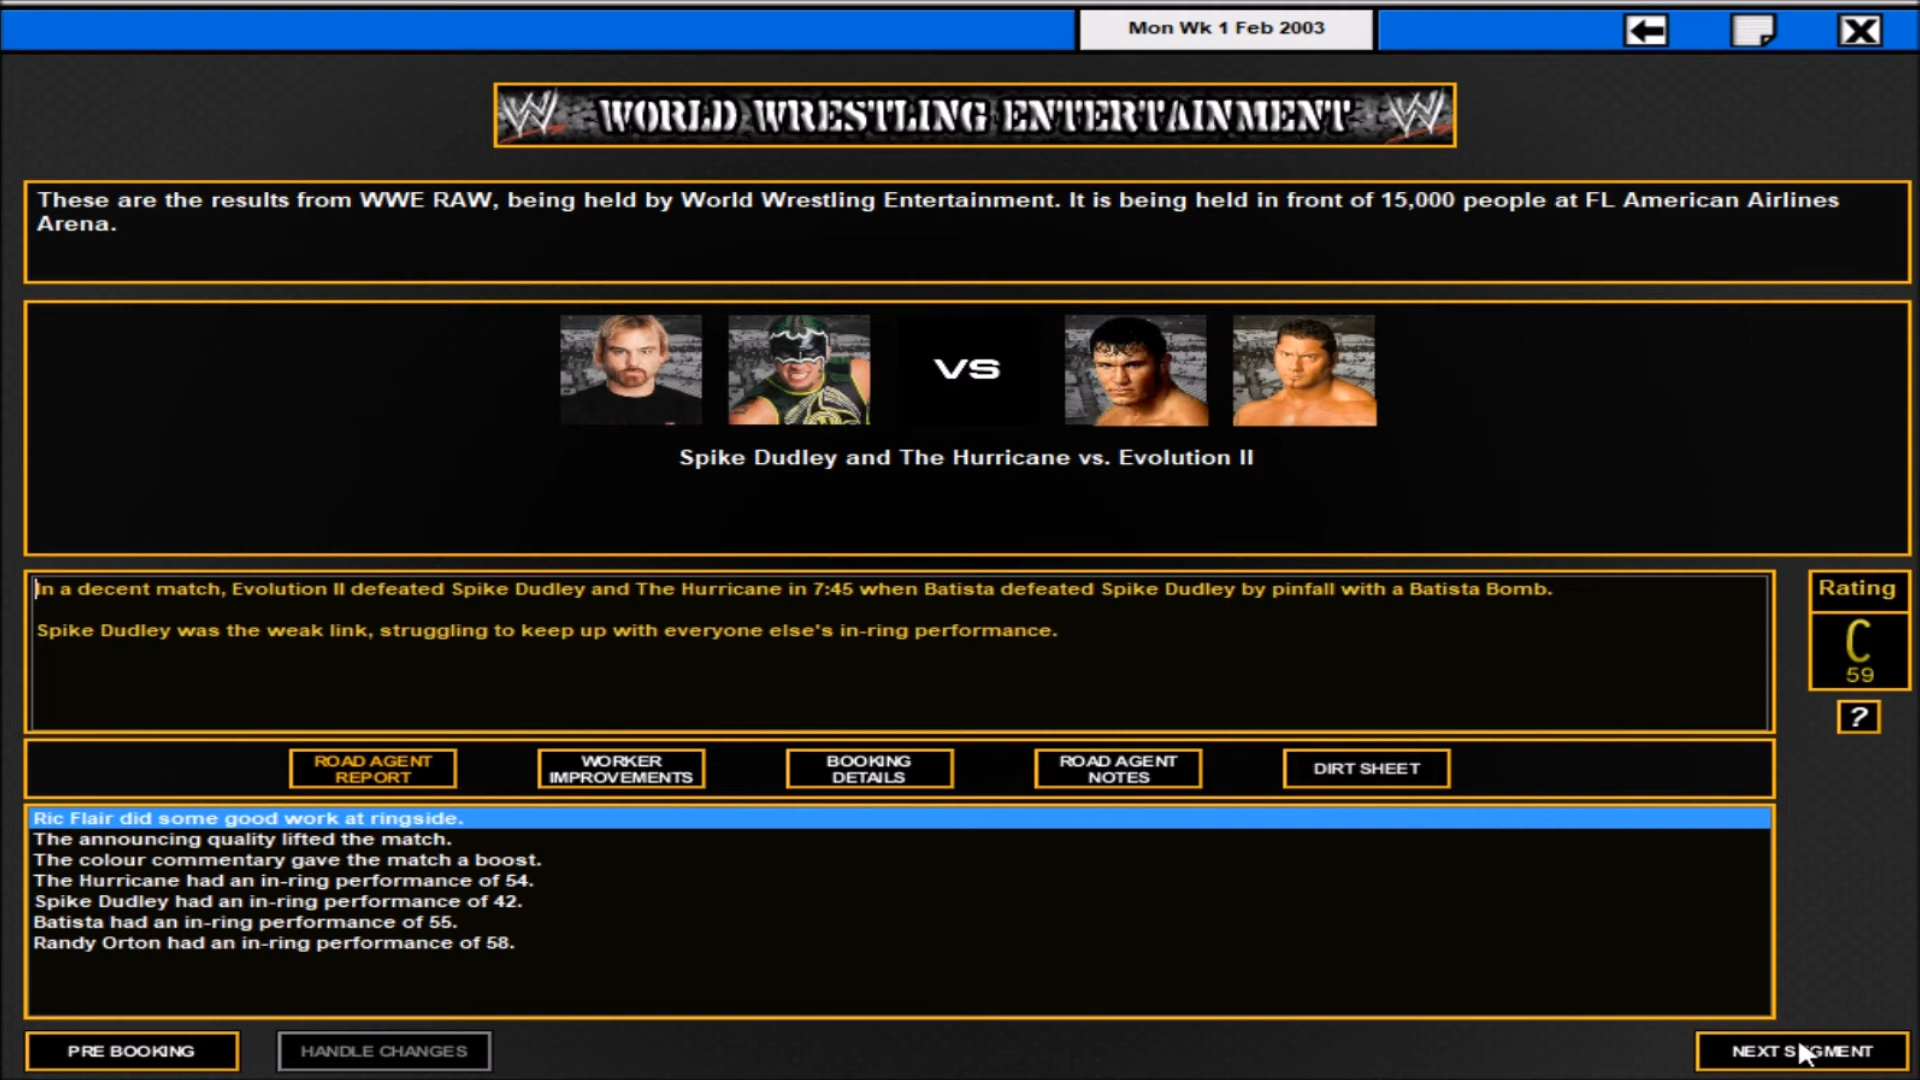 Mon Wk 1 Feb 2003
WORLD WRESTLING ENTERTAINMENT
These are the results from WWE RAW, being held by World Wrestling Entertainment. It is being held in front of 15,000 people at FL American Airlines
Arena.
VS
Spike Dudley and The Hurricane vs. Evolution II
In a decent match, Evolution II defeated Spike Dudley and The Hurricane in 7:45 when Batista defeated Spike Dudley by pinfall with a Batista Bomb.
Spike Dudley was the weak link, struggling to keep up with everyone else's in-ring performance.
Rating
C
59
?
ROAD AGENT
REPORT
WORKER
IMPROVEMENTS
BOOKING
DETAILS
ROAD AGENT
NOTES
DIRT SHEET
Ric Flair did some good work at ringside.
The announcing quality lifted the match.
The colour commentary gave the match a boost.
The Hurricane had an in-ring performance of 54.
Spike Dudley had an in-ring performance of 42.
Batista had an in-ring performance of 55.
Randy Orton had an in-ring performance of 58.
PRE BOOKING
HANDLE CHANGES
NEXT SEGMENT